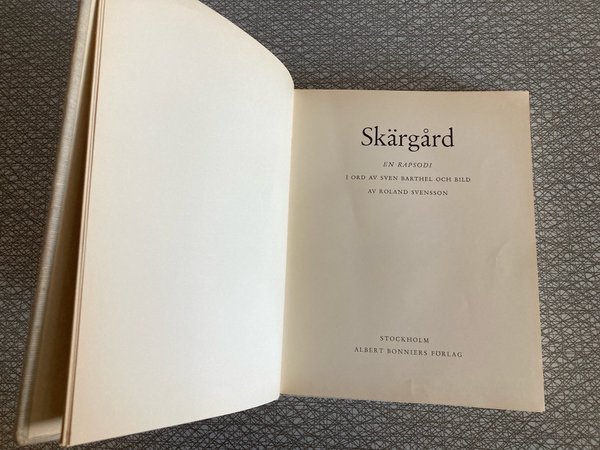 Skärgård
EN RAPSODI
I ORD AV SVEN BARTHEL OCH BILD
AV ROLAND SVENSSON
STOCKHOLM
ALBERT BONNIERS FÖRLAG